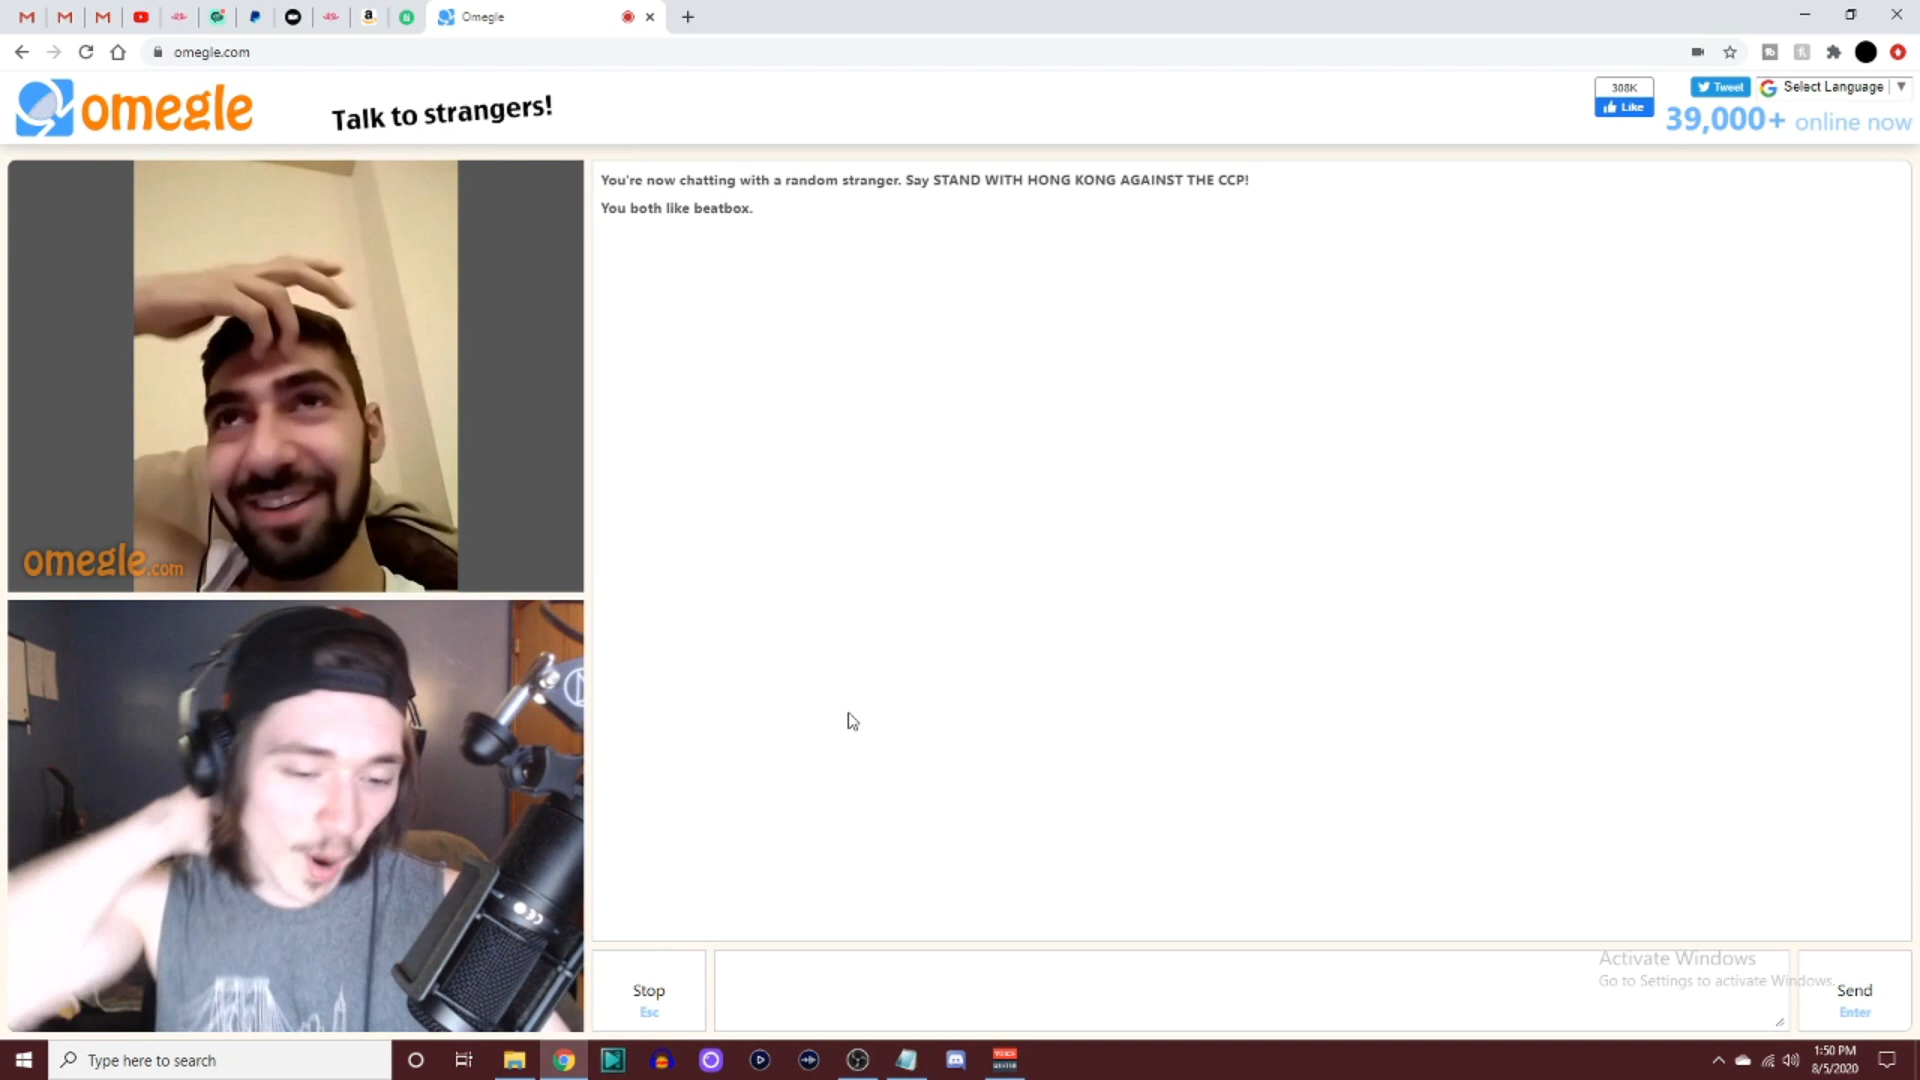 Omegle
omegle.com
omegle
Talk to strangers!
308K
Like
Tweet
Select Language
39,000+ online now
You're now chatting with a random stranger. Say STAND WITH HONG KONG AGAINST THE CCP!
You both like beatbox.
omegle.com
Stop
Esc
Activate Windows
Go to Settings to activate Windows.
Send
Enter
Type here to search
1:50 PM
8/5/2020